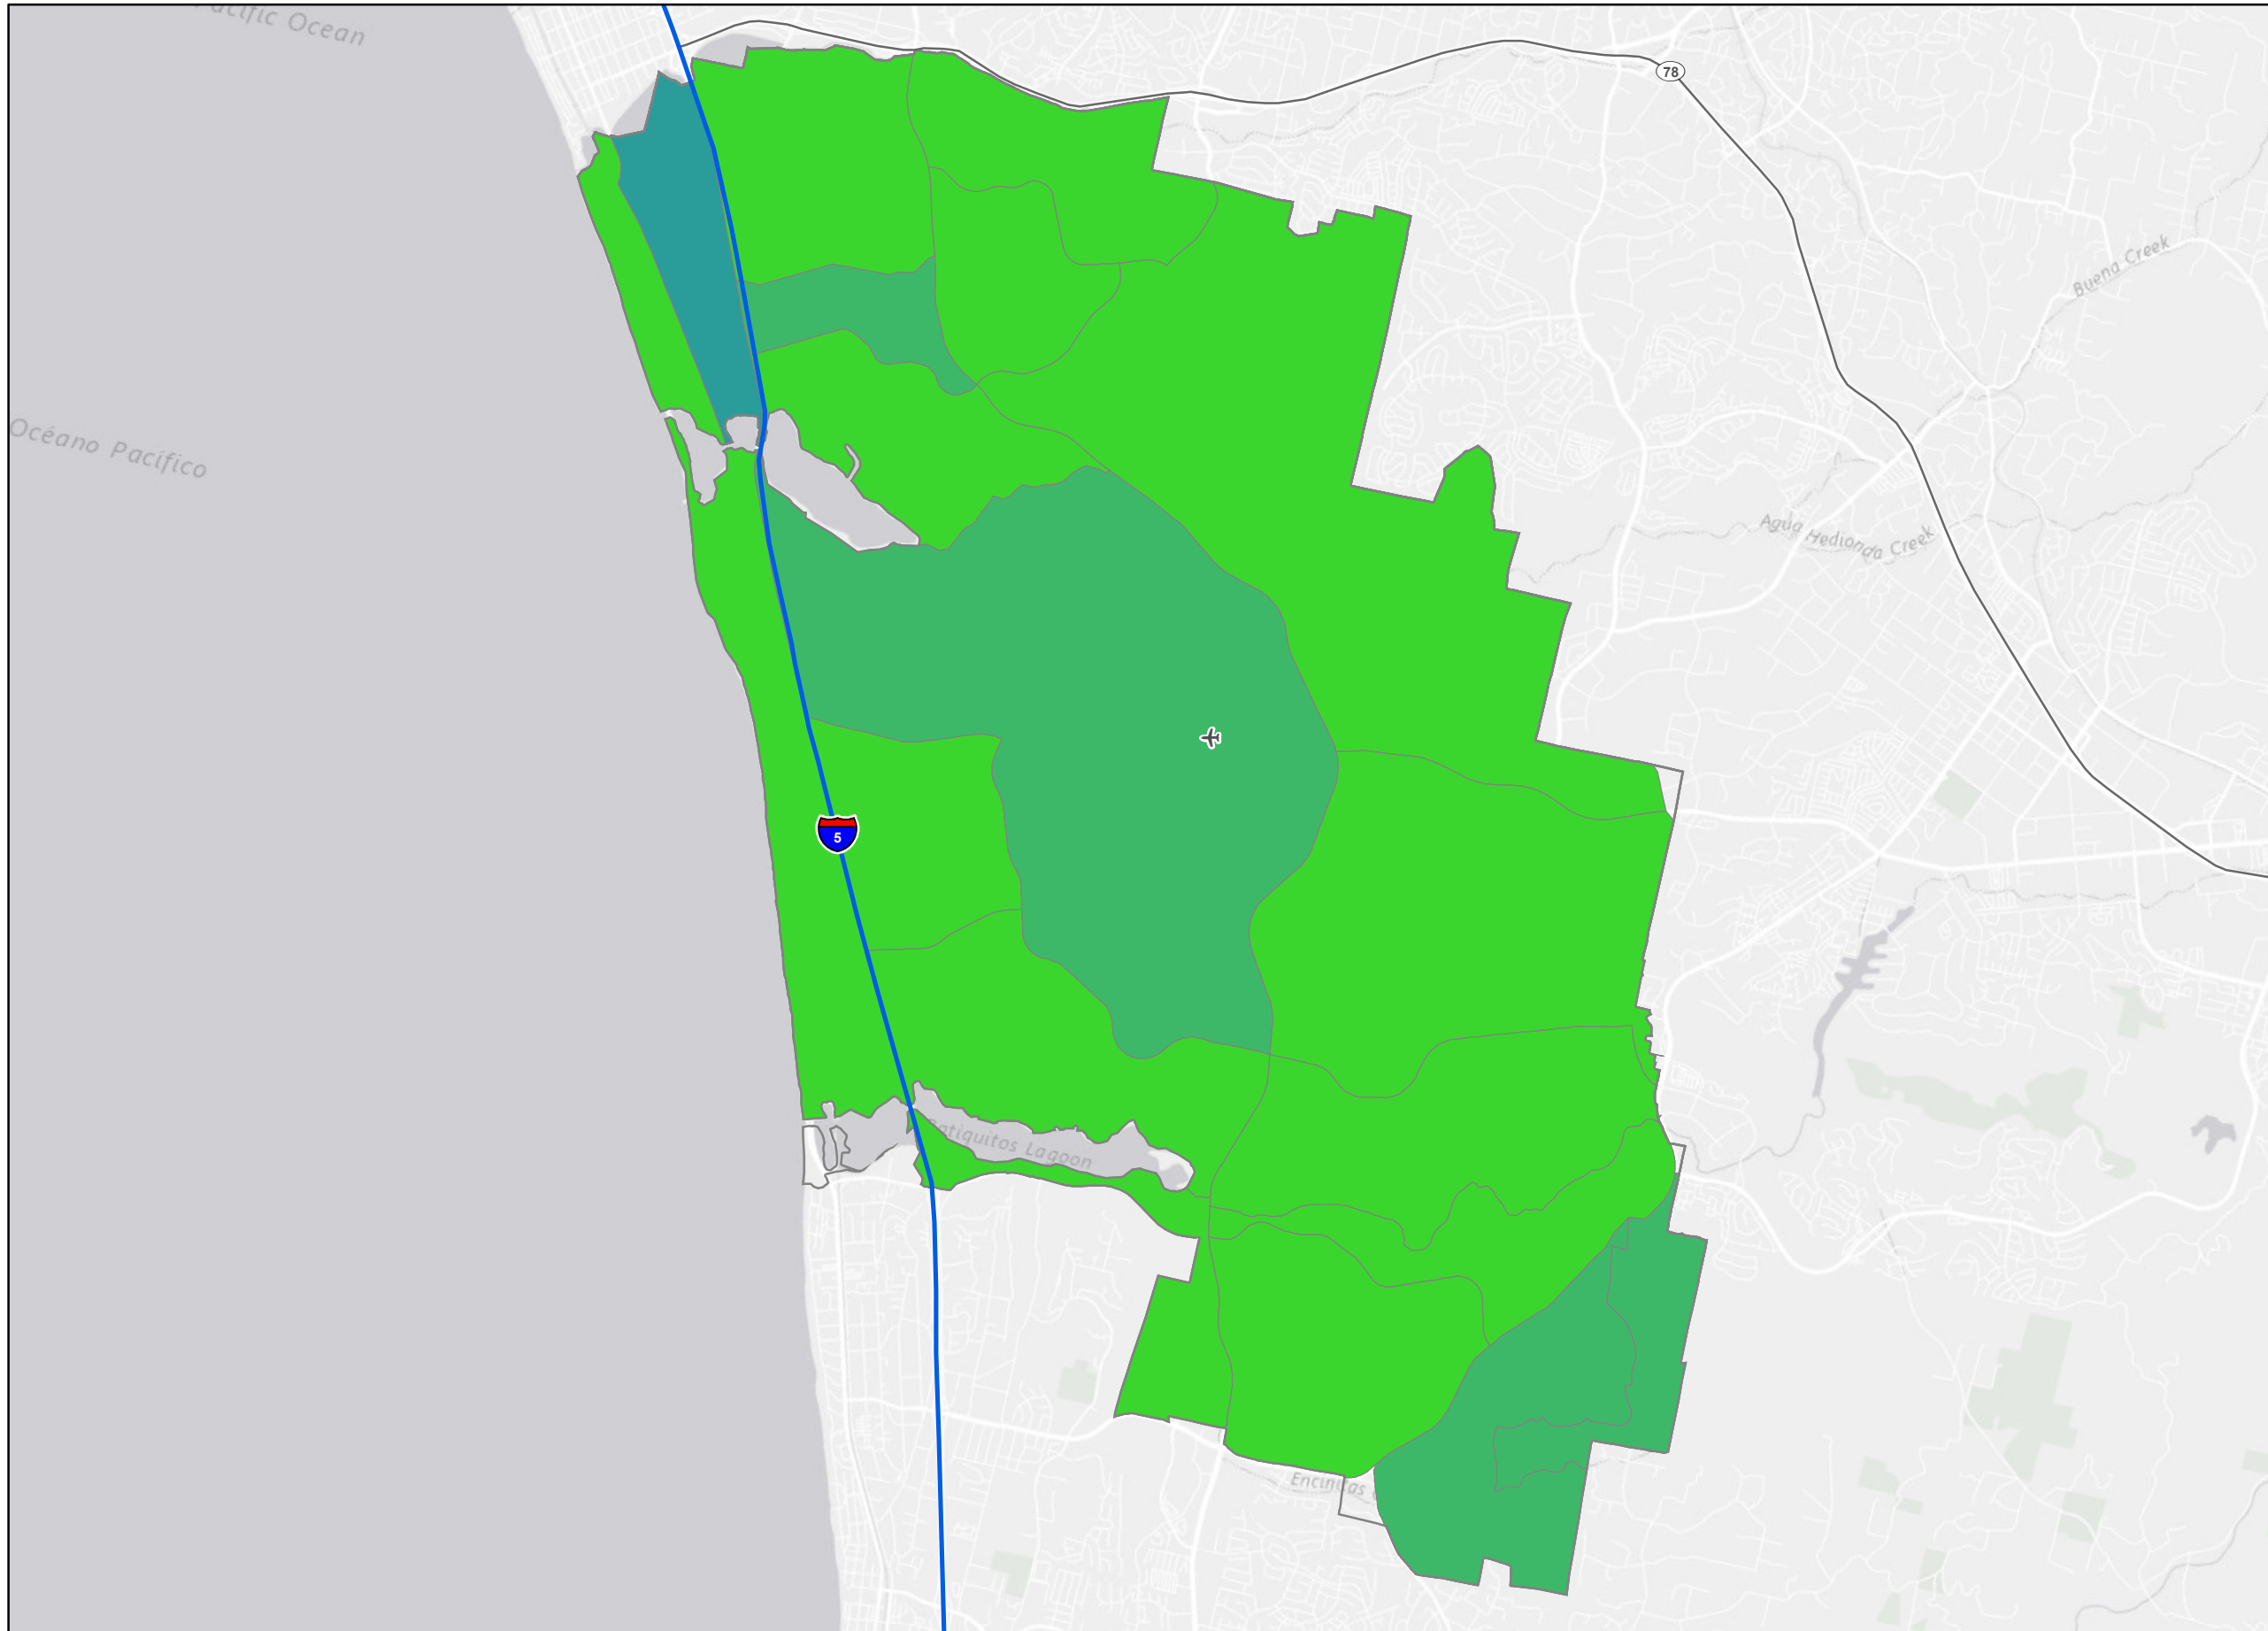 Pacific Ocean
78
Buena Creek
Océano Pacífico
Agua Hedionda Creek
5
Batiquitos Lagoon
Encinitas